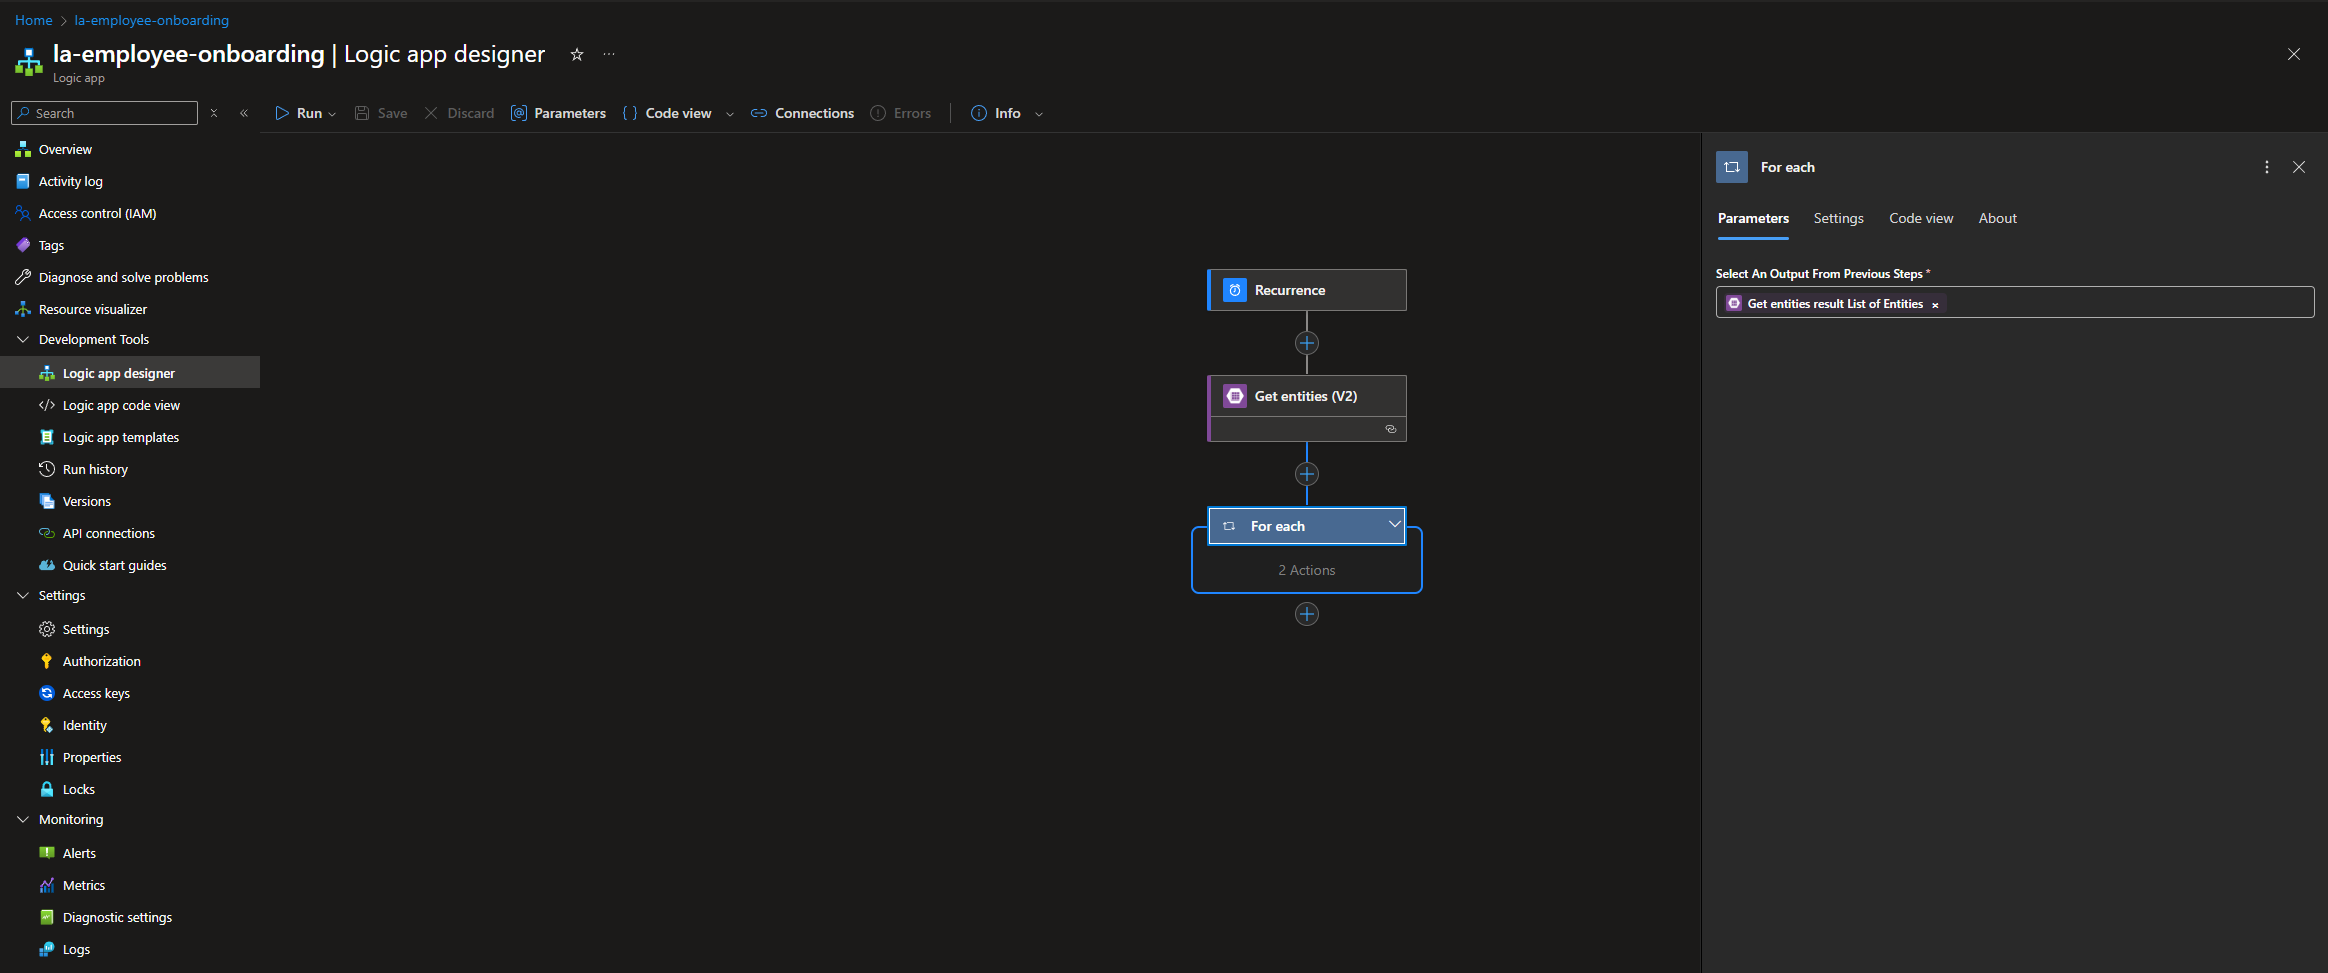 Home > la-employee-onboarding
la-employee-onboarding | Logic app designer
Logic app
Search
Run
Save
Discard
Parameters
Code view
Connections
Errors
Info
Overview
Activity log
Access control (IAM)
Tags
Diagnose and solve problems
Resource visualizer
Development Tools
Logic app designer
Logic app code view
Logic app templates
Run history
Versions
API connections
Quick start guides
Settings
Settings
Authorization
Access keys
Identity
Properties
Locks
Monitoring
Alerts
Metrics
Diagnostic settings
Logs
Recurrence
Get entities (V2)
For each
2 Actions
For each
Parameters
Settings
Code view
About
Select An Output From Previous Steps *
Get entities result List of Entities ×